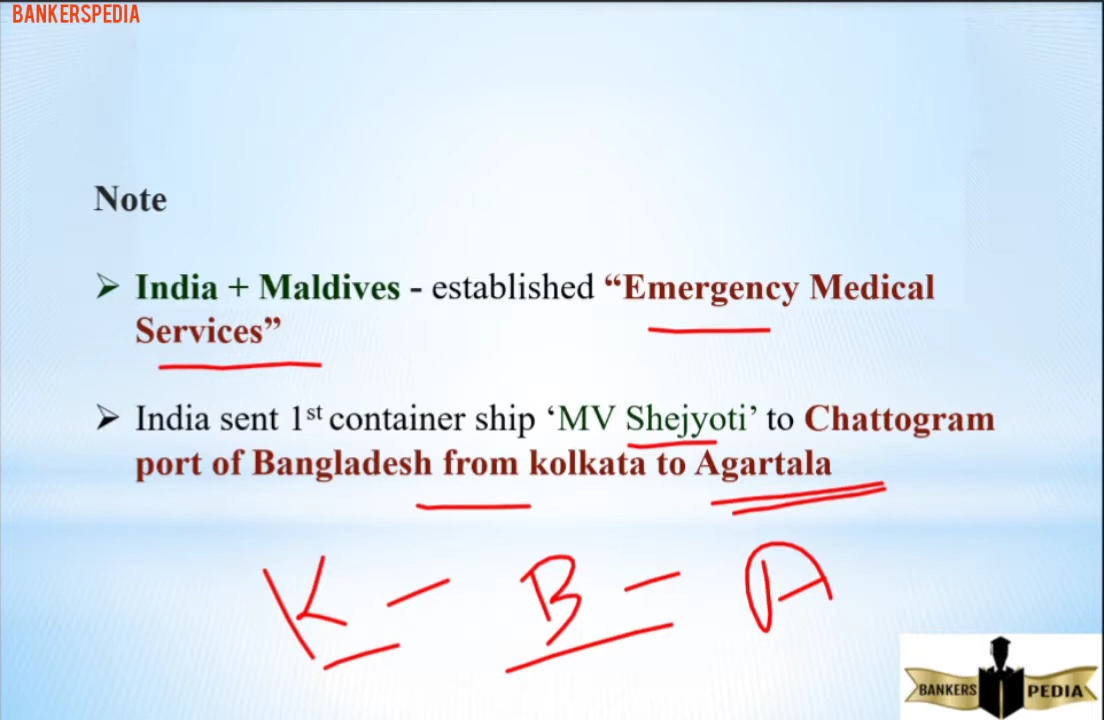 BANKERSPEDIA
Note
➢ India + Maldives - established “Emergency Medical
Services”
➢ India sent 1st container ship ‘MV Shejyoti’ to Chattogram
port of Bangladesh from kolkata to Agartala
K - B - A
BANKERS PEDIA